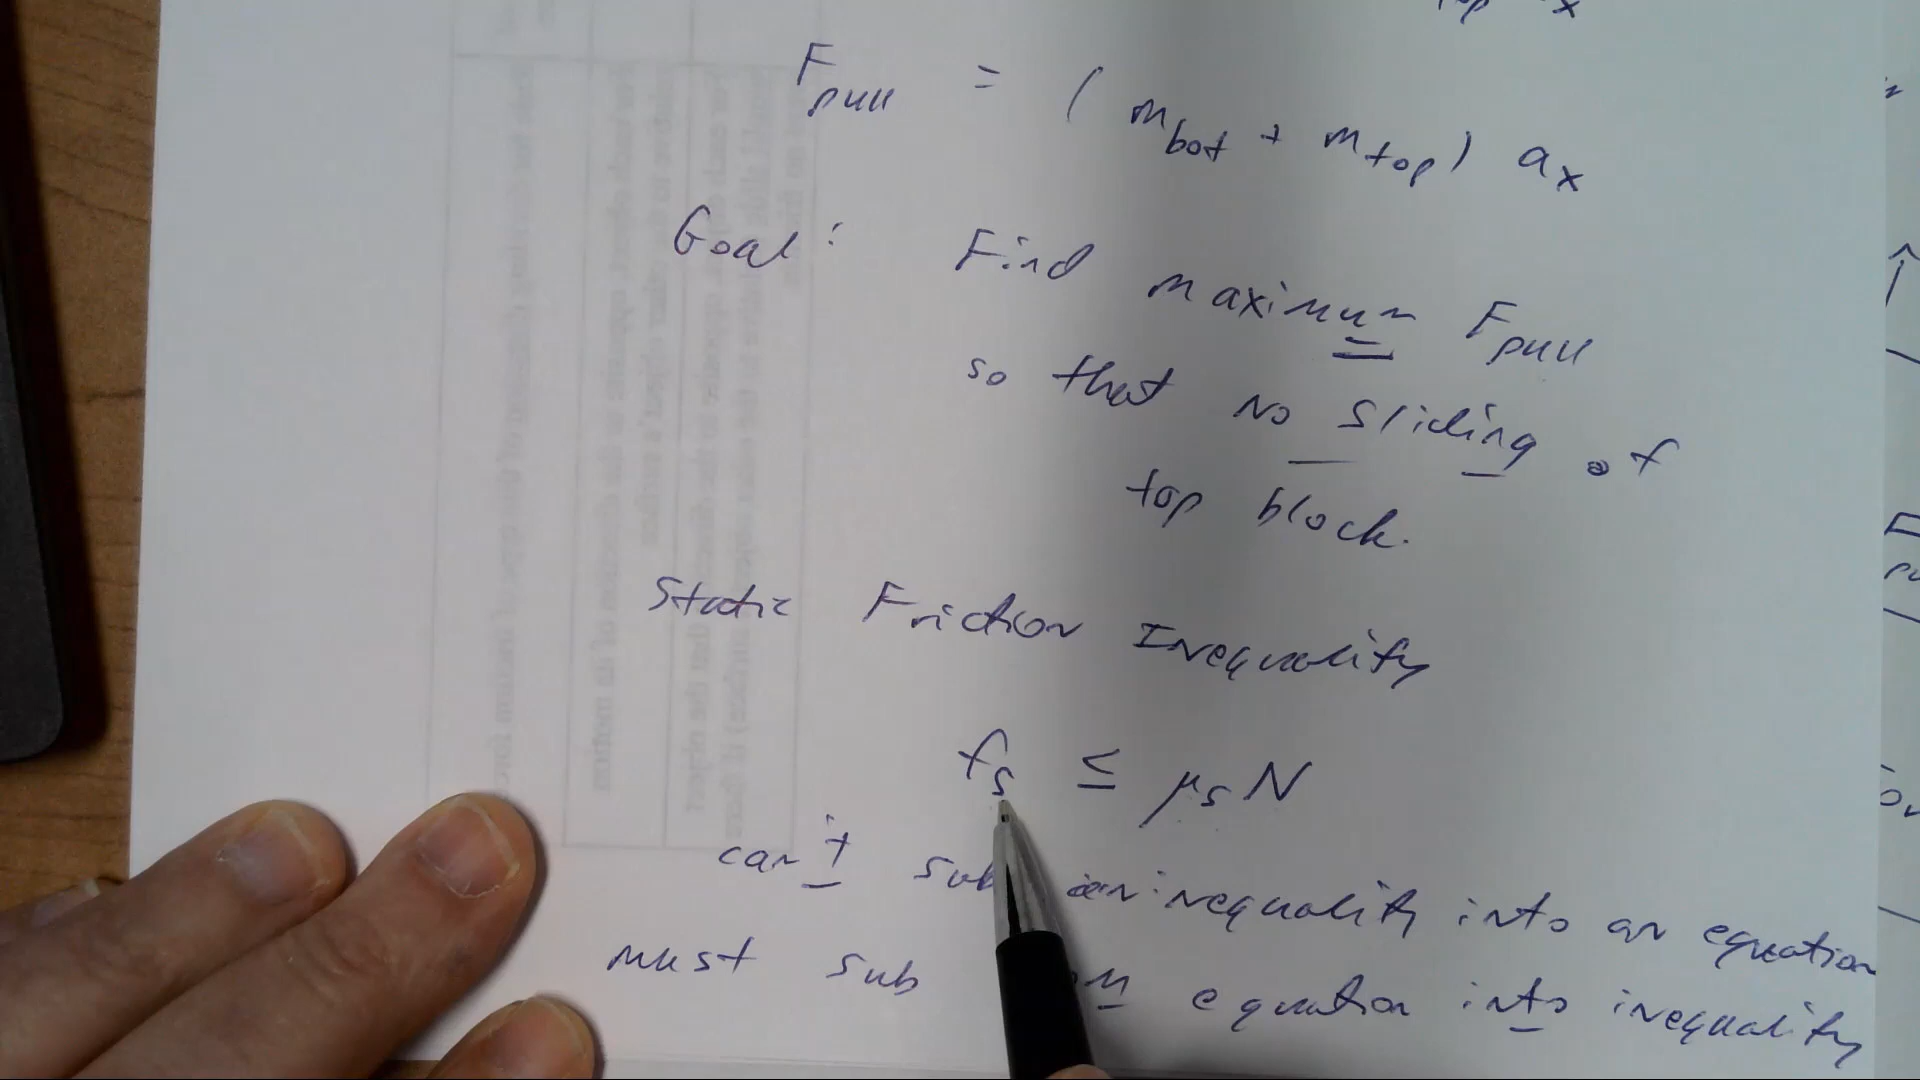 F_pull = ( m_bot + m_top ) a_x
Goal: Find maximum F_pull
so that no sliding of
top block.
Static Friction Inequality
f_s ≤ μ_s N
can't sub an inequality into an equation
must sub equation into inequality